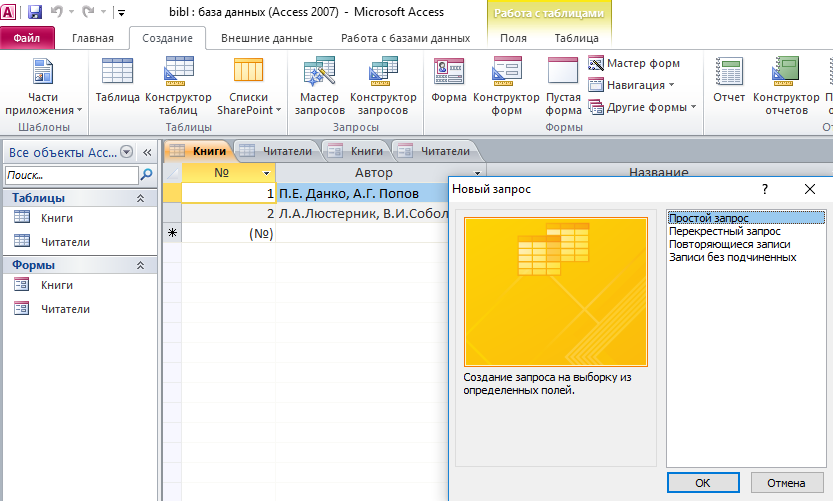 bibl : база данных (Access 2007) - Microsoft Access
Работа с таблицами
Файл Главная Создание Внешние данные Работа с базами данных Поля Таблица
Части приложения
Таблица
Конструктор таблиц
Списки SharePoint
Мастер запросов
Конструктор запросов
Форма
Конструктор форм
Пустая форма
Мастер форм
Навигация
Другие формы
Отчет
Конструктор отчетов
Шаблоны Таблицы Запросы Формы
Все объекты Acc...
Поиск...
Таблицы
Книги
Читатели
Формы
Книги
Читатели
Книги Читатели Книги Читатели
№ Автор Название
1 П.Е. Данко, А.Г. Попов
2 Л.А.Люстерник, В.И.Собол
(№)
Новый запрос
Простой запрос
Перекрестный запрос
Повторяющиеся записи
Записи без подчиненных
Создание запроса на выборку из
определенных полей.
OK Отмена